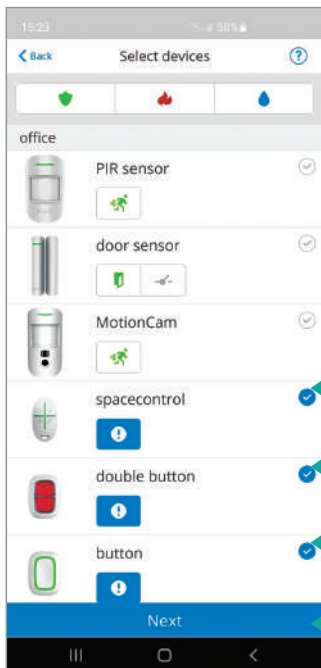 15:23
58%
Back
Select devices
?
office
PIR sensor
door sensor
MotionCam
spacecontrol
double button
button
Next